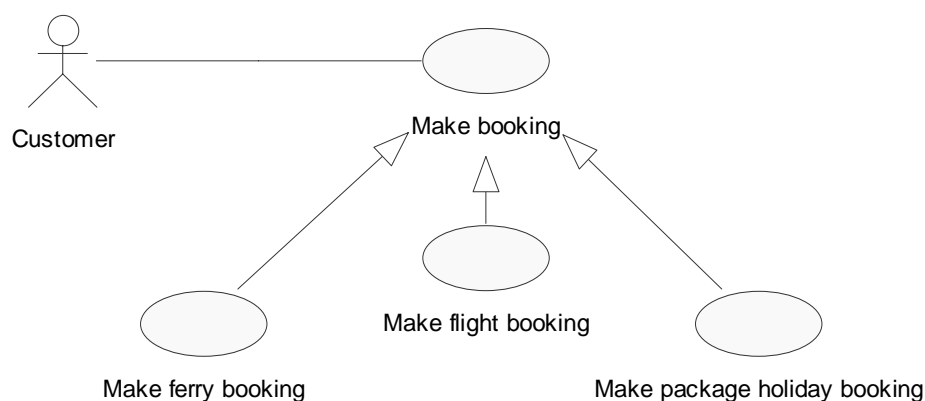 Customer
Make booking
Make flight booking
Make ferry booking
Make package holiday booking